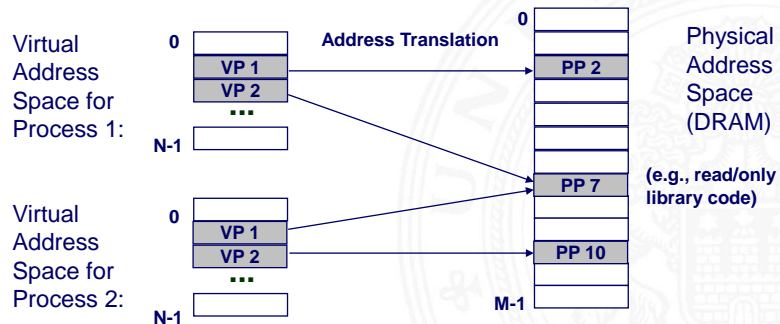 Virtual
Address
Space for
Process 1:
0
VP 1
VP 2
...
N-1
Address Translation
Virtual
Address
Space for
Process 2:
0
VP 1
VP 2
...
N-1
0
PP 2
PP 7
PP 10
M-1
Physical
Address
Space
(DRAM)
(e.g., read/only
library code)